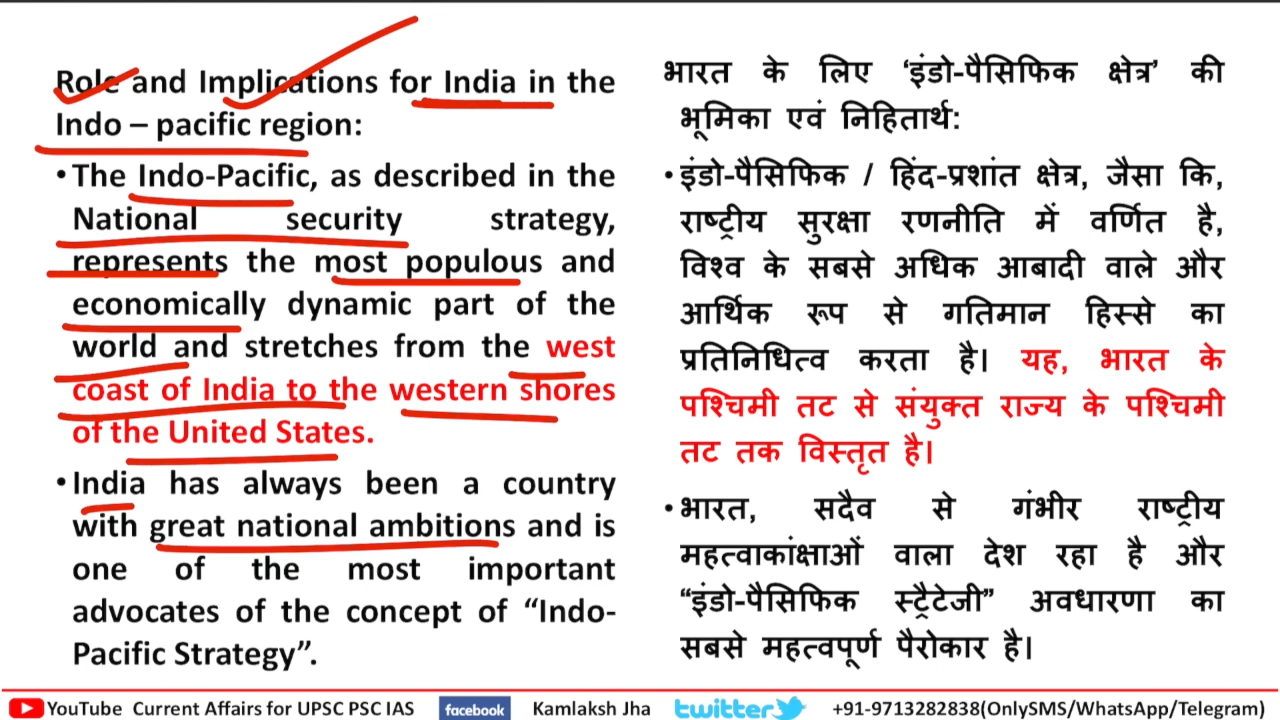 Role and Implications for India in the
Indo – pacific region:
•The Indo-Pacific, as described in the
National security strategy,
represents the most populous and
economically dynamic part of the
world and stretches from the west
coast of India to the western shores
of the United States.
•India has always been a country
with great national ambitions and is
one of the most important
advocates of the concept of “Indo-
Pacific Strategy”.
भारत के लिए ‘इंडो-पैसिफिक क्षेत्र’ की
भूमिका एवं निहितार्थ:
•इंडो-पैसिफिक / हिंद-प्रशांत क्षेत्र, जैसा कि,
राष्ट्रीय सुरक्षा रणनीति में वर्णित है,
विश्व के सबसे अधिक आबादी वाले और
आर्थिक रूप से गतिमान हिस्से का
प्रतिनिधित्व करता है। यह, भारत के
पश्चिमी तट से संयुक्त राज्य के पश्चिमी
तट तक विस्तृत है।
•भारत, सदैव से गंभीर राष्ट्रीय
महत्वाकांक्षाओं वाला देश रहा है और
“इंडो-पैसिफिक स्ट्रैटेजी” अवधारणा का
सबसे महत्वपूर्ण पैरोकार है।
YouTube Current Affairs for UPSC PSC IAS facebook Kamlaksh Jha twitter +91-9713282838(OnlySMS/WhatsApp/Telegram)